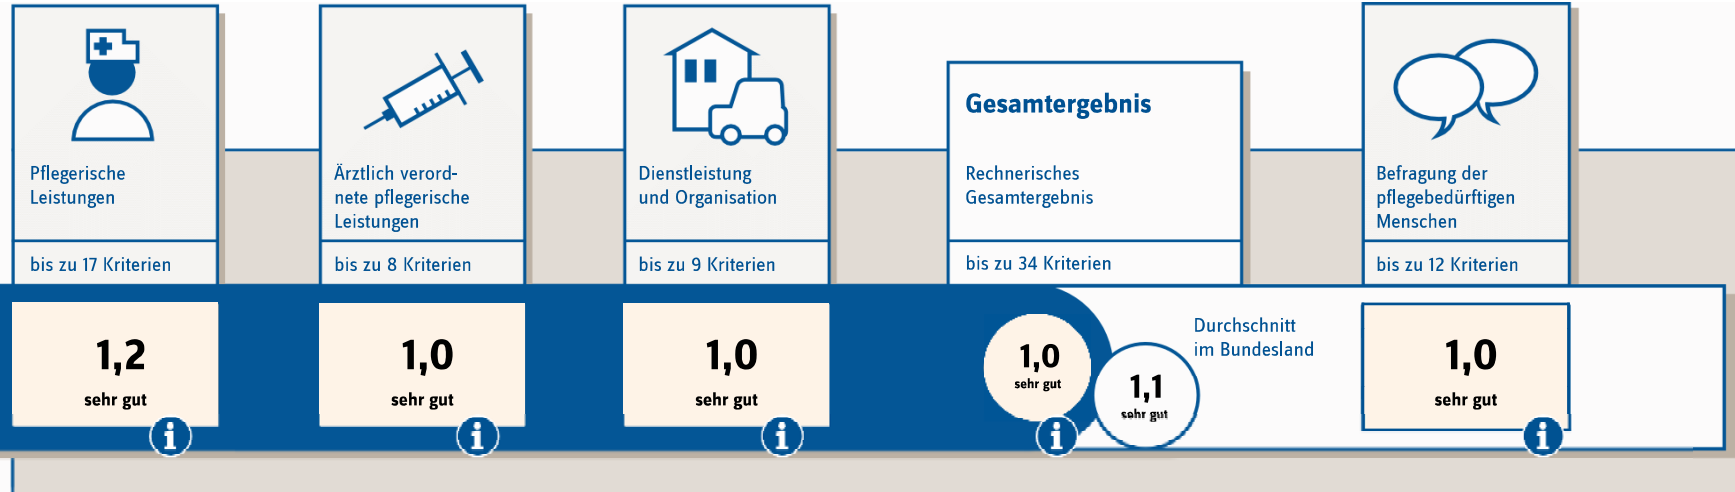 Pflegerische
Leistungen
bis zu 17 Kriterien
1,2
sehr gut
Ärztlich verord-
nete pflegerische
Leistungen
bis zu 8 Kriterien
1,0
sehr gut
Dienstleistung
und Organisation
bis zu 9 Kriterien
1,0
sehr gut
Gesamtergebnis
Rechnerisches
Gesamtergebnis
bis zu 34 Kriterien
1,0
sehr gut
1,1
sehr gut
Durchschnitt
im Bundesland
Befragung der
pflegebedürftigen
Menschen
bis zu 12 Kriterien
1,0
sehr gut